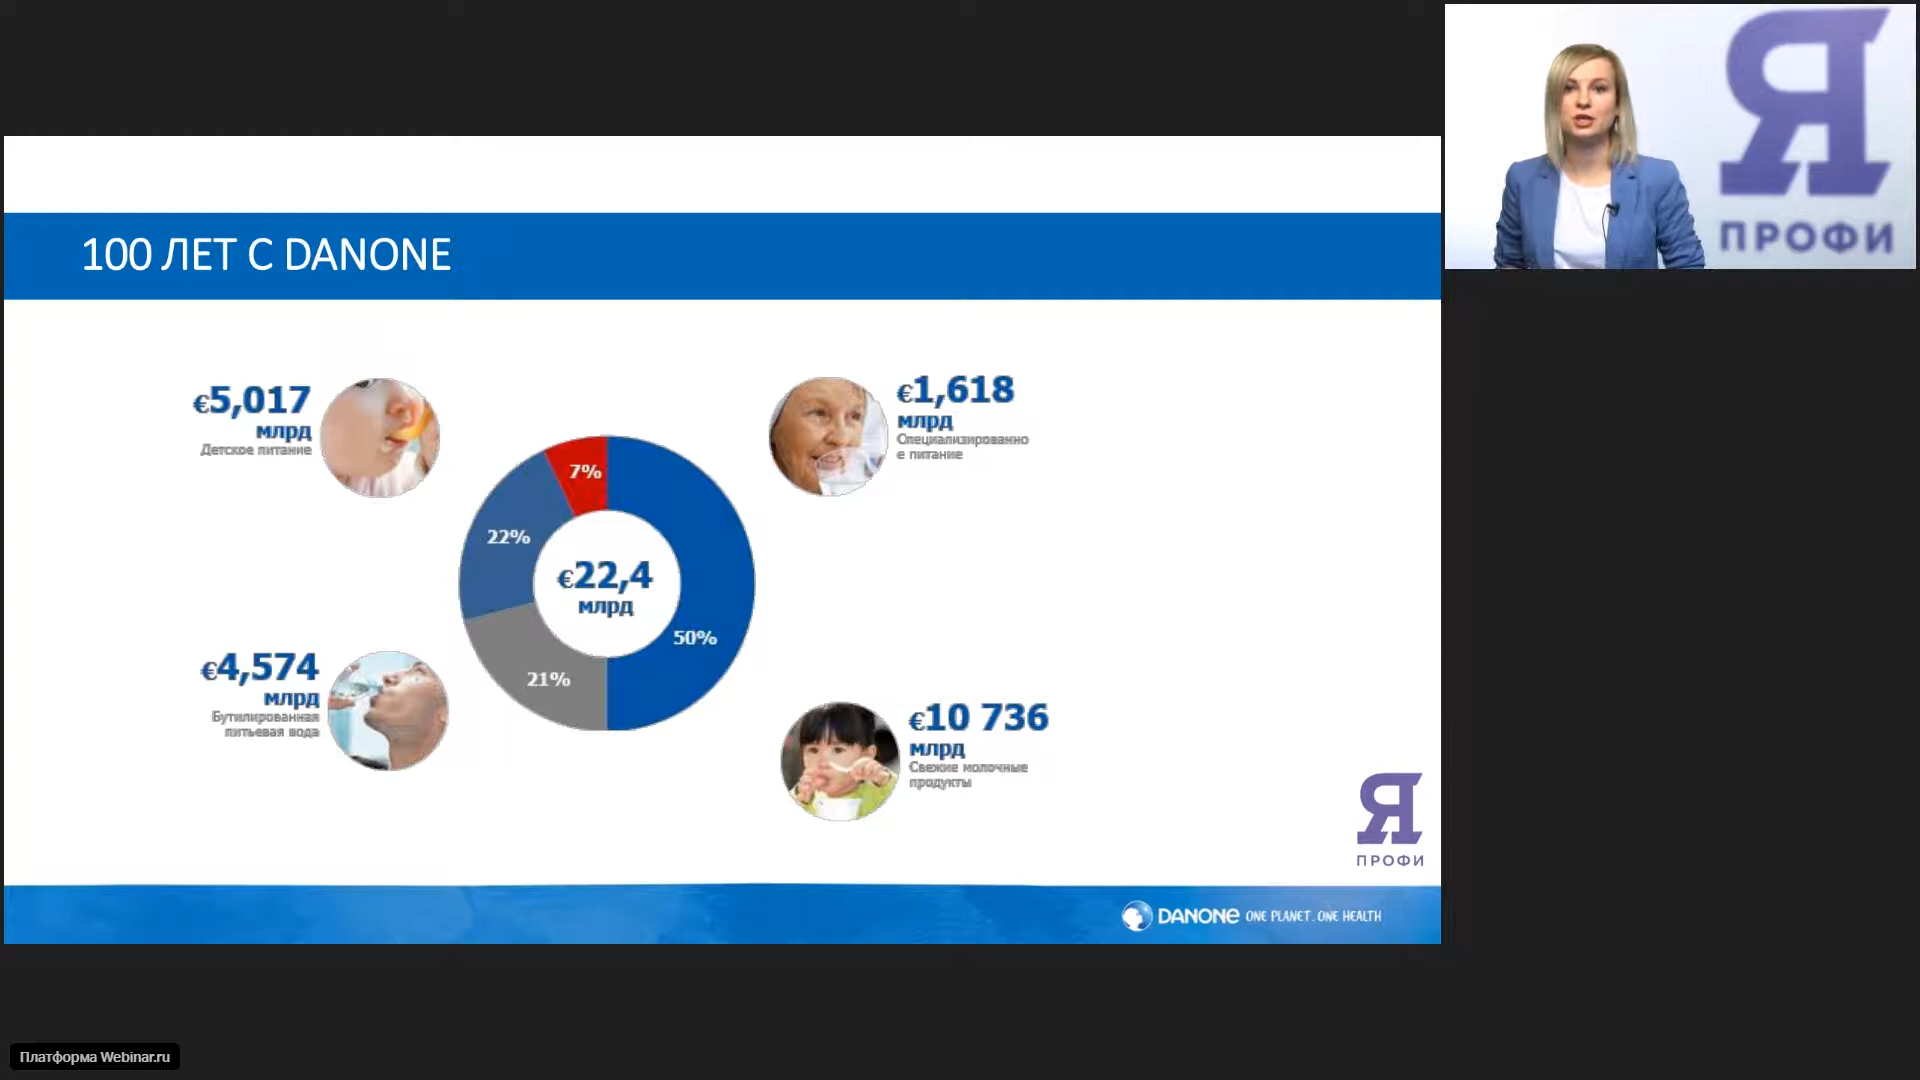 100 ЛЕТ С DANONE
€5,017
млрд
Детское питание
€1,618
млрд
Специализированно
е питание
7%
22%
€22,4
млрд
50%
21%
€4,574
млрд
Бутилированная
питьевая вода
€10 736
млрд
Свежие молочные
продукты
Я
ПРОФИ
DANONE ONE PLANET. ONE HEALTH
Я
ПРОФИ
Платформа Webinar.ru